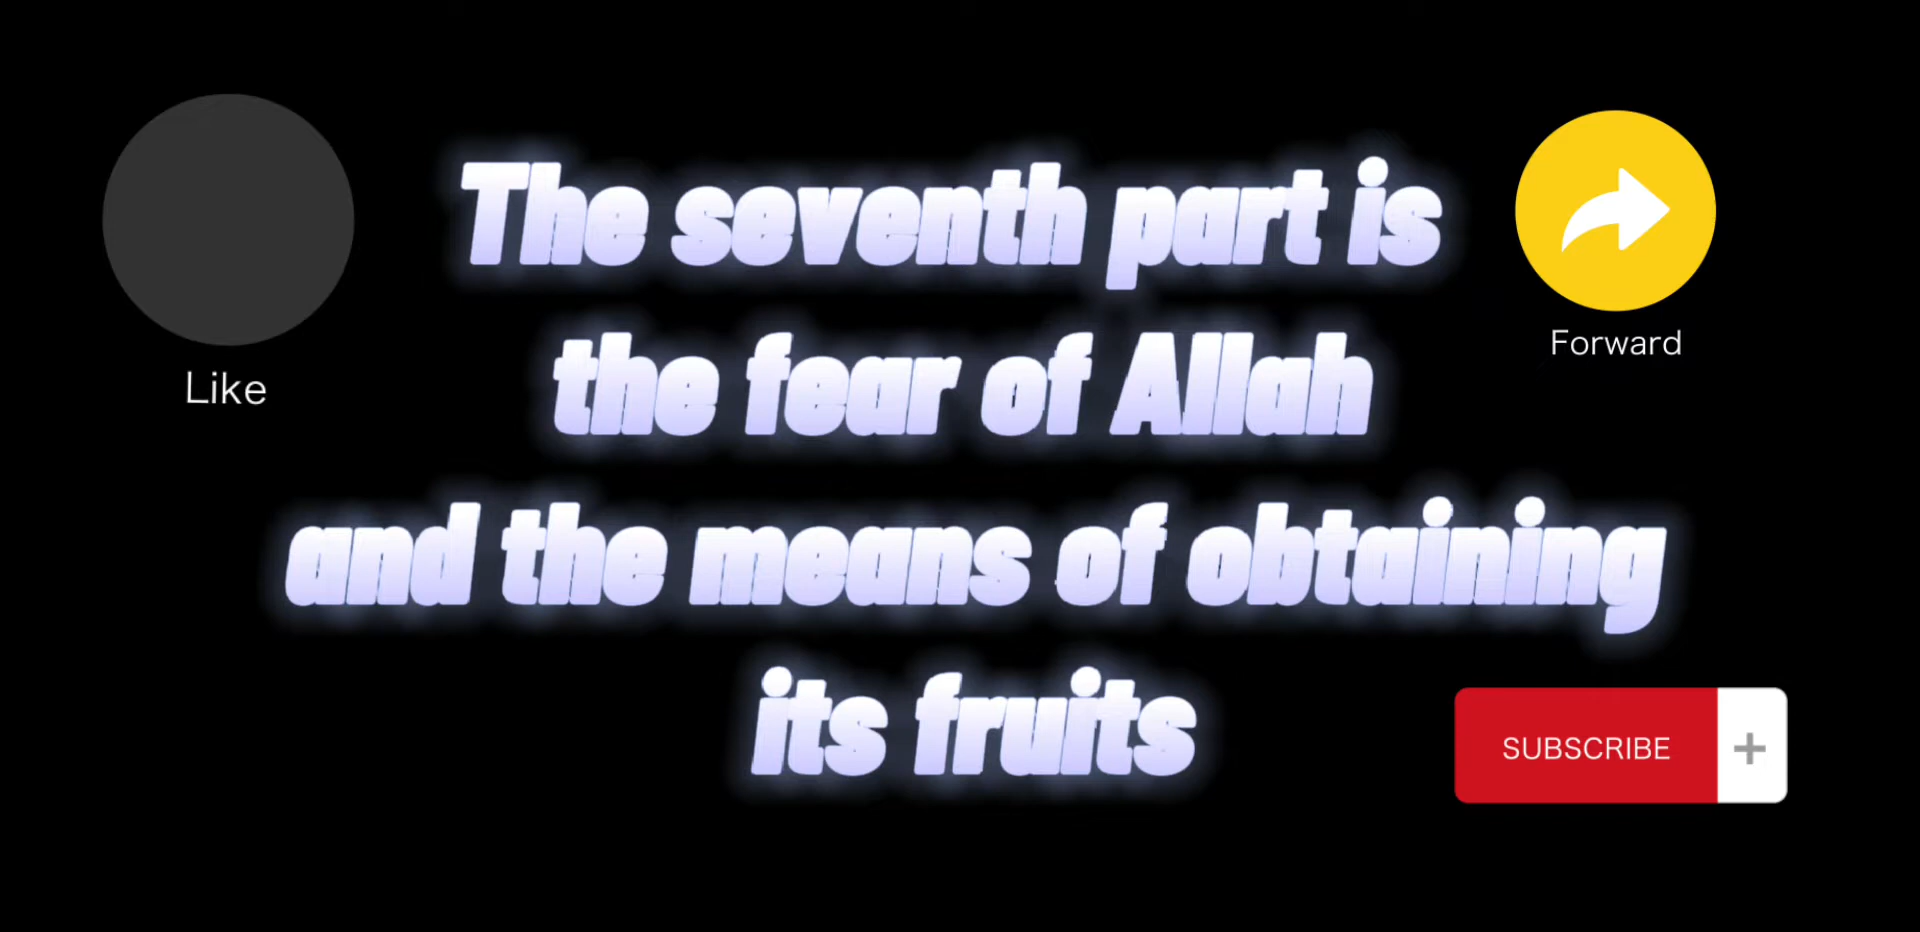 The seventh part is
the fear of Allah
and the means of obtaining
its fruits
Like
Forward
SUBSCRIBE